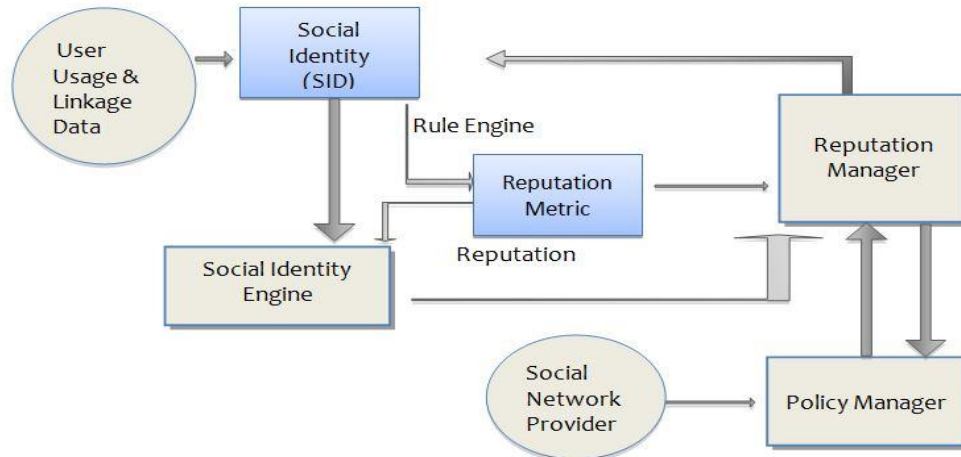 User
Usage &
Linkage
Data
Social
Identity
(SID)
Rule Engine
Reputation
Metric
Reputation
Manager
Reputation
Social Identity
Engine
Social
Network
Provider
Policy Manager